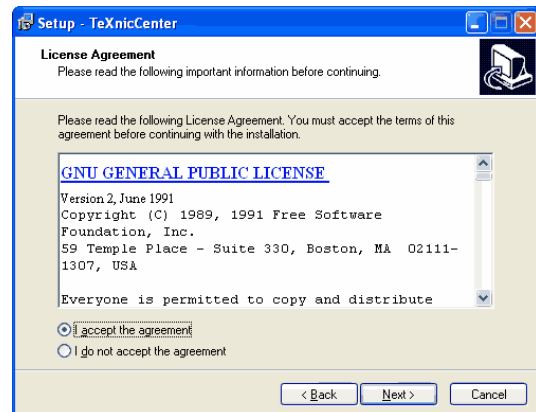 Setup - TeXnicCenter
License Agreement
Please read the following important information before continuing.
Please read the following License Agreement. You must accept the terms of this
agreement before continuing with the installation.
GNU GENERAL PUBLIC LICENSE
Version 2, June 1991
Copyright (C) 1989, 1991 Free Software
Foundation, Inc.
59 Temple Place - Suite 330, Boston, MA 02111-
1307, USA
Everyone is permitted to copy and distribute
I accept the agreement
I do not accept the agreement
< Back Next > Cancel